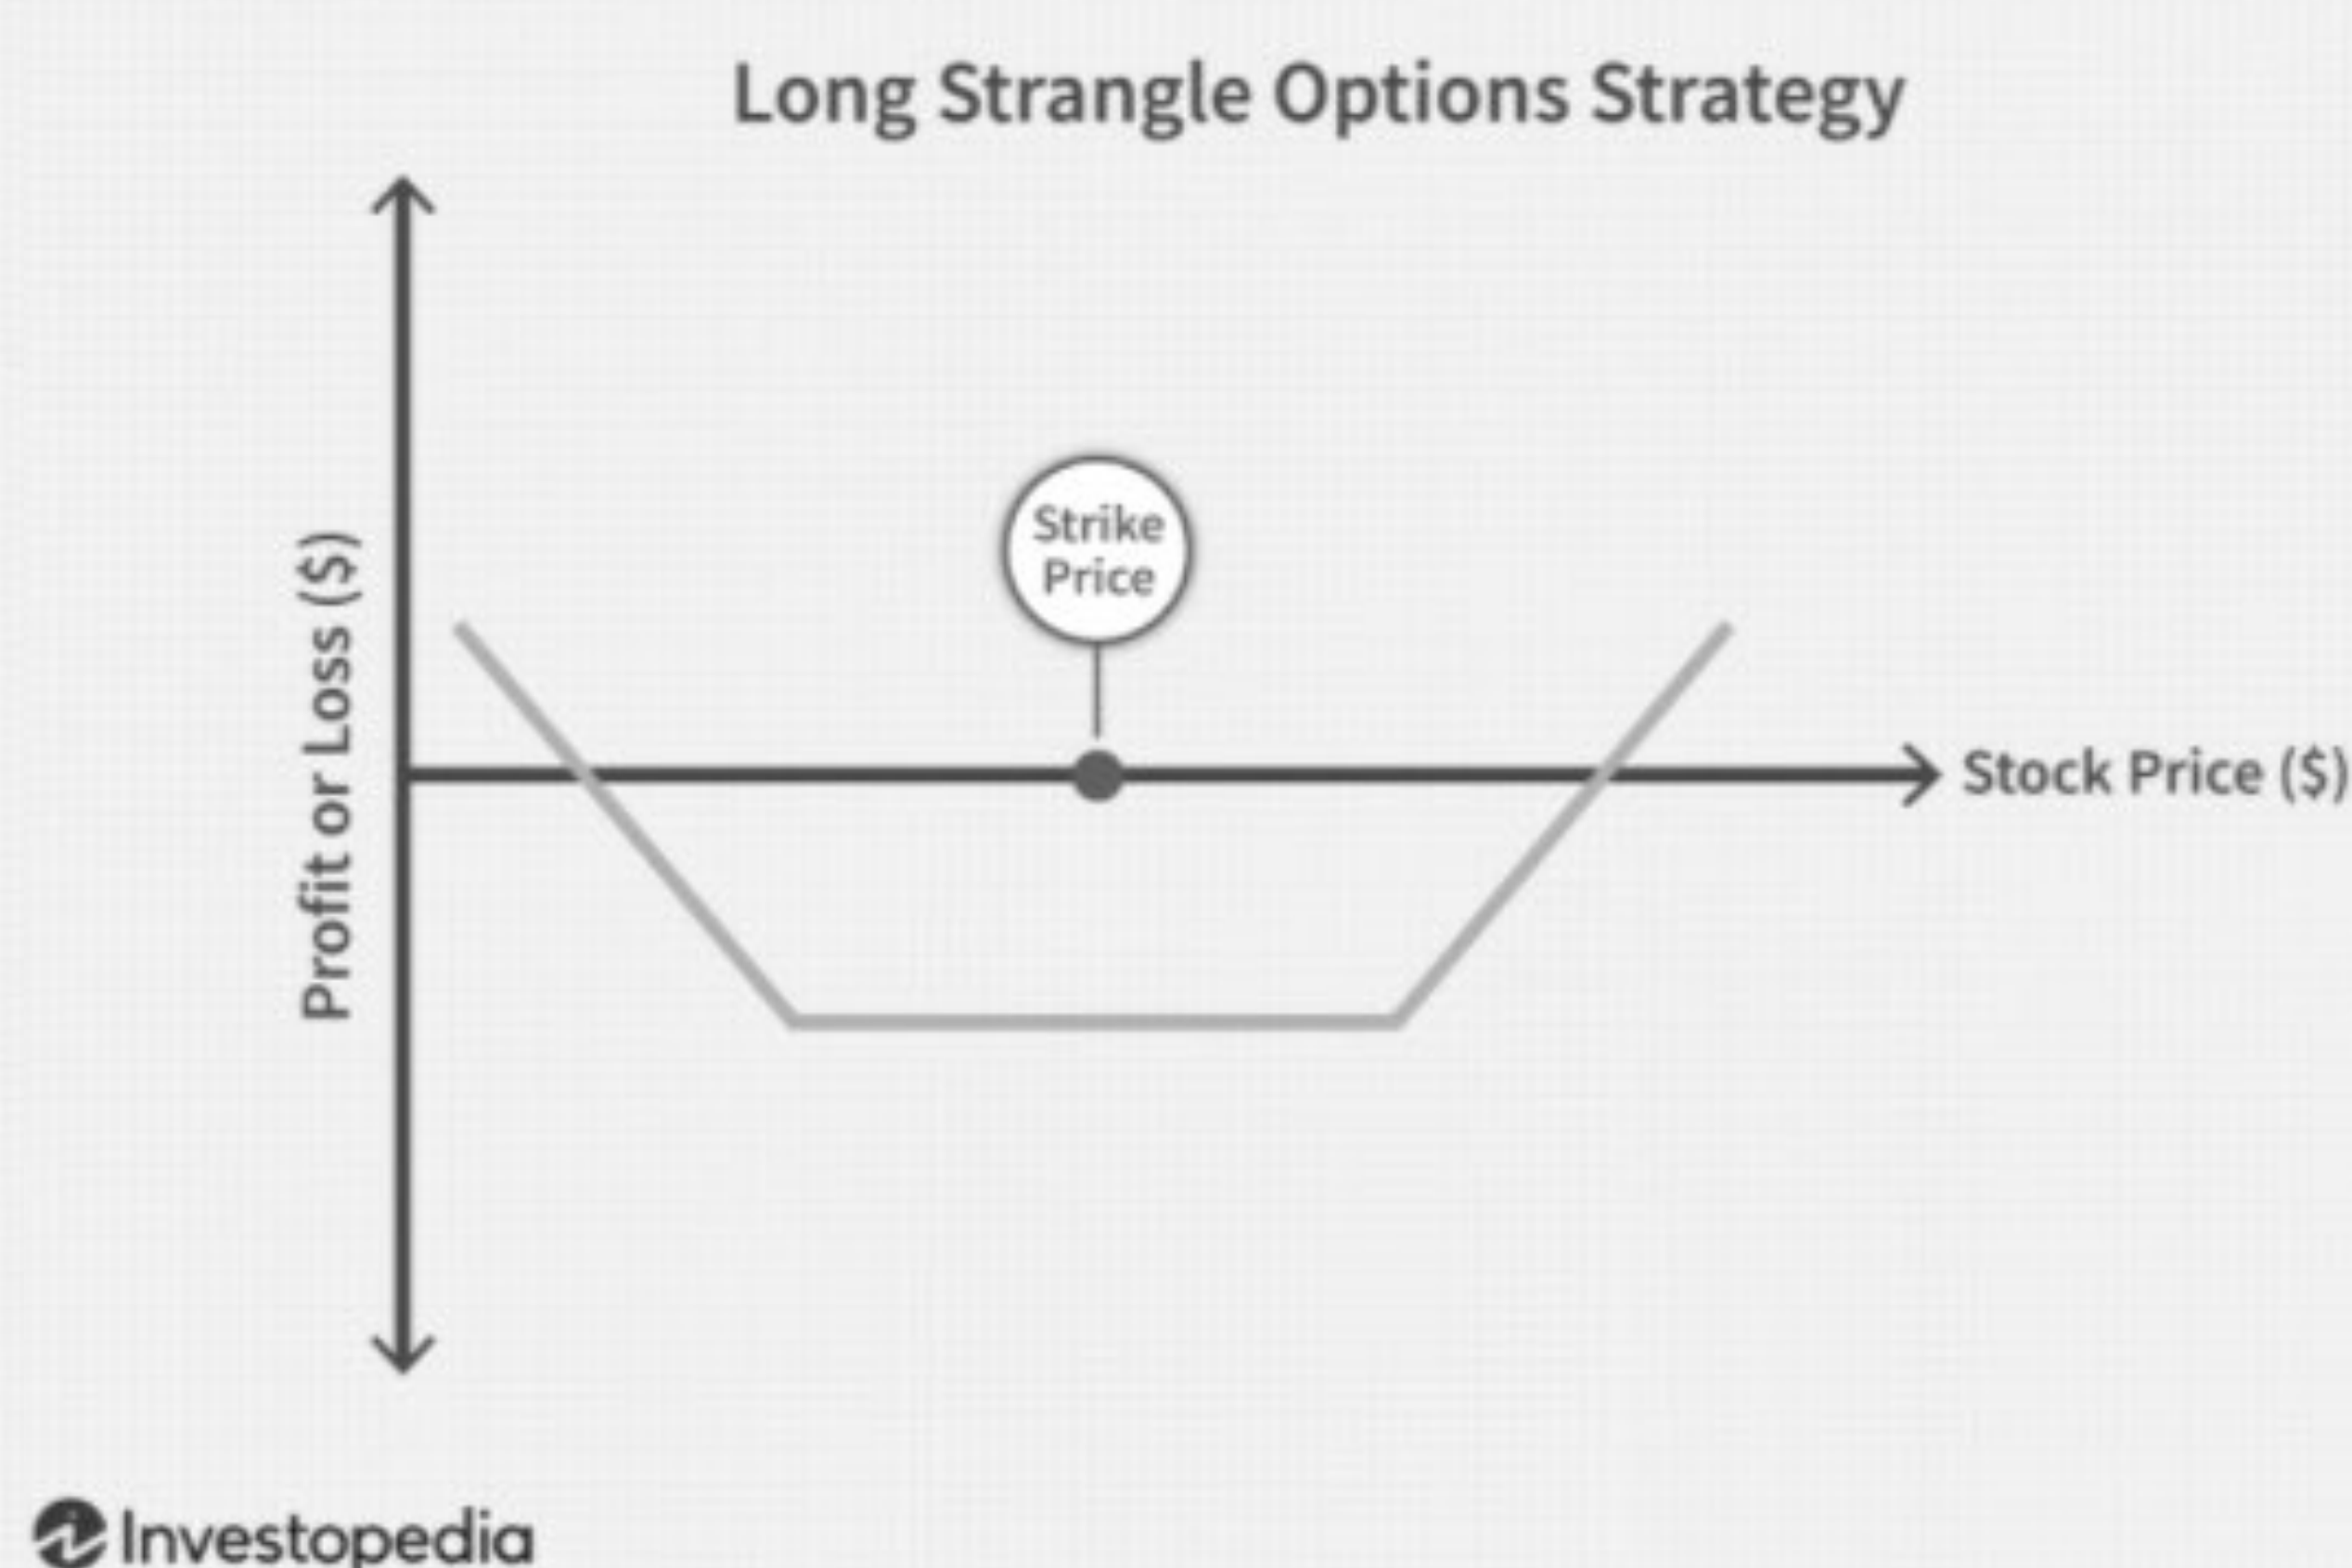 Long Strangle Options Strategy
Profit or Loss ($)
Strike
Price
Stock Price ($)
Investopedia